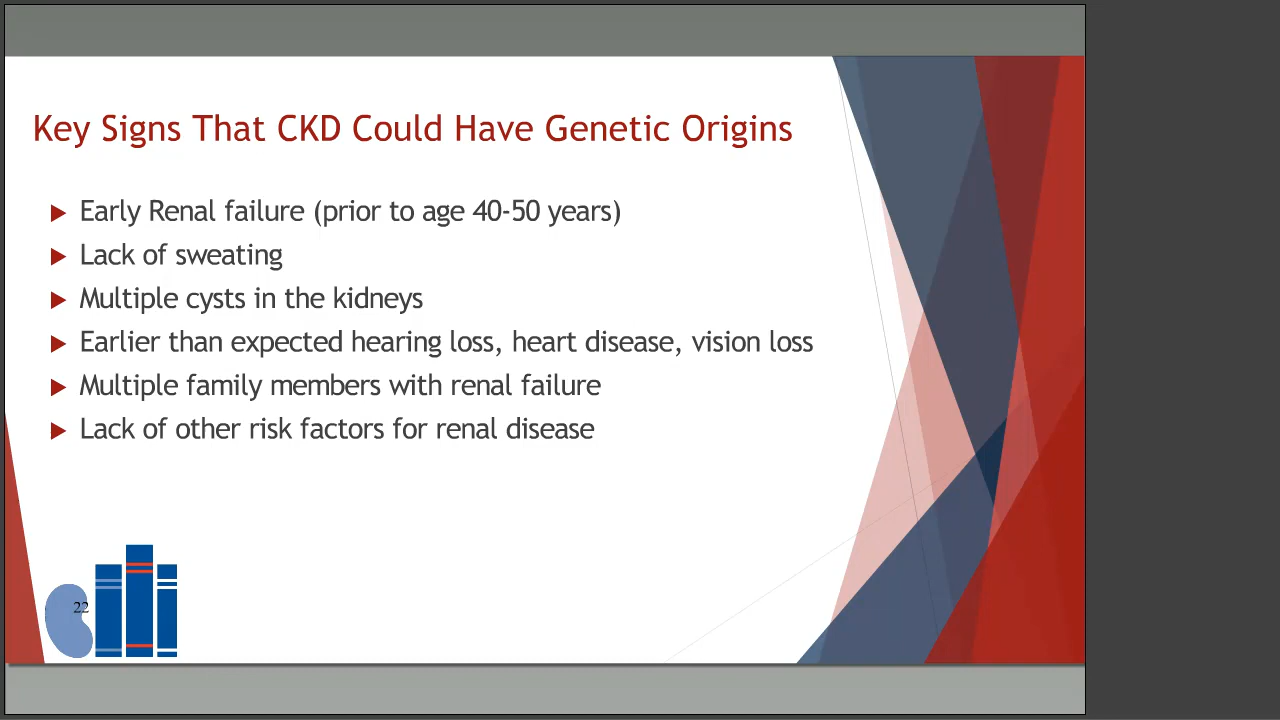 Key Signs That CKD Could Have Genetic Origins
Early Renal failure (prior to age 40-50 years)
Lack of sweating
Multiple cysts in the kidneys
Earlier than expected hearing loss, heart disease, vision loss
Multiple family members with renal failure
Lack of other risk factors for renal disease
22